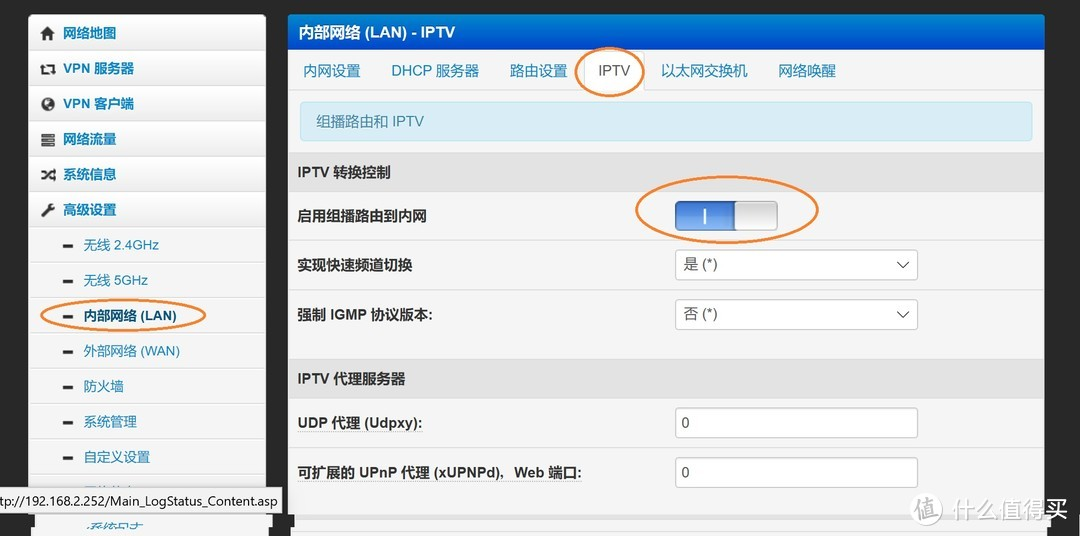 网络地图
VPN 服务器
VPN 客户端
网络流量
系统信息
高级设置
无线 2.4GHz
无线 5GHz
内部网络 (LAN)
外部网络 (WAN)
防火墙
系统管理
自定义设置
tp://192.168.2.252/Main_LogStatus_Content.asp
系统日志
内部网络 (LAN) - IPTV
内网设置 DHCP 服务器 路由设置 IPTV 以太网交换机 网络唤醒
组播路由和 IPTV
IPTV 转换控制
启用组播路由到内网
实现快速频道切换 是 (*)
强制 IGMP 协议版本: 否 (*)
IPTV 代理服务器
UDP 代理 (Udpxy): 0
可扩展的 UPnP 代理 (xUPNPd)，Web 端口: 0
值 什么值得买